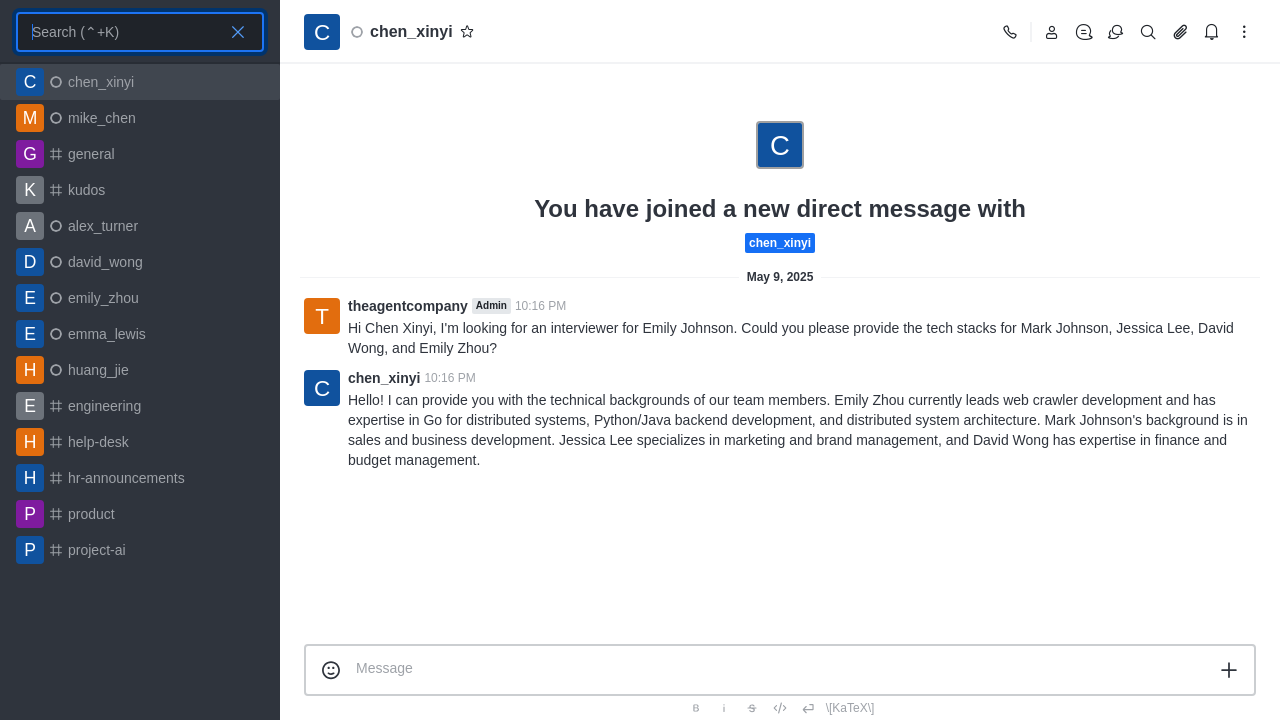 Search (⌃+K)
C chen_xinyi
M mike_chen
G general
K kudos
A alex_turner
D david_wong
E emily_zhou
E emma_lewis
H huang_jie
E engineering
H help-desk
H hr-announcements
P product
P project-ai
C chen_xinyi
C
You have joined a new direct message with
chen_xinyi
May 9, 2025
T theagentcompany Admin 10:16 PM
Hi Chen Xinyi, I'm looking for an interviewer for Emily Johnson. Could you please provide the tech stacks for Mark Johnson, Jessica Lee, David
Wong, and Emily Zhou?
C chen_xinyi 10:16 PM
Hello! I can provide you with the technical backgrounds of our team members. Emily Zhou currently leads web crawler development and has
expertise in Go for distributed systems, Python/Java backend development, and distributed system architecture. Mark Johnson's background is in
sales and business development. Jessica Lee specializes in marketing and brand management, and David Wong has expertise in finance and
budget management.
Message
B i S \[KaTeX\]